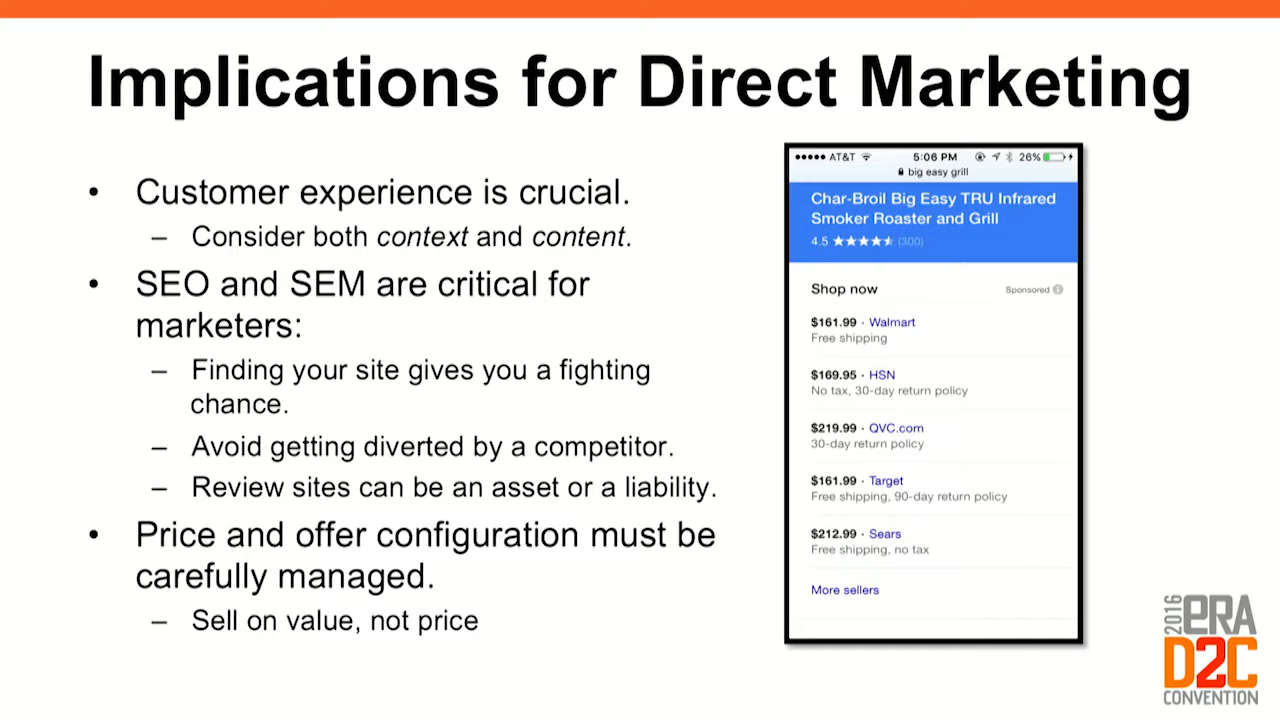 Implications for Direct Marketing
• Customer experience is crucial.
– Consider both context and content.
• SEO and SEM are critical for
marketers:
– Finding your site gives you a fighting
chance.
– Avoid getting diverted by a competitor.
– Review sites can be an asset or a liability.
• Price and offer configuration must be
carefully managed.
– Sell on value, not price
AT&T 5:06 PM 26%
big easy grill
Char-Broil Big Easy TRU Infrared
Smoker Roaster and Grill
4.5 ★★★★★ (300)
Shop now Sponsored
$161.99 · Walmart
Free shipping
$169.95 · HSN
No tax, 30-day return policy
$219.99 · QVC.com
30-day return policy
$161.99 · Target
Free shipping, 90-day return policy
$212.99 · Sears
Free shipping, no tax
More sellers
2016 ERA
D2C
CONVENTION